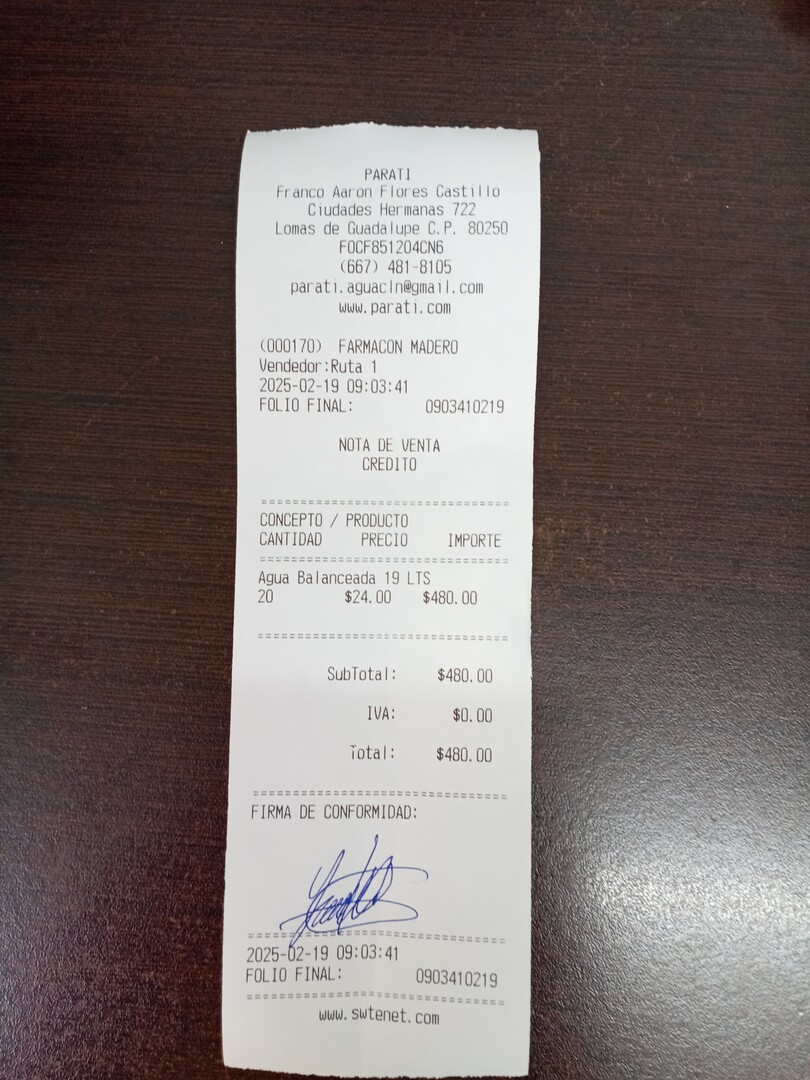 PARATI
Franco Aaron Flores Castillo
Ciudades Hermanas 722
Lomas de Guadalupe C.P. 80250
FOCF851204CN6
(667) 481-8105
parati.aguacln@gmail.com
www.parati.com
(000170) FARMACON MADERO
Vendedor:Ruta 1
2025-02-19 09:03:41
FOLIO FINAL: 0903410219
NOTA DE VENTA
CREDITO
================================
CONCEPTO / PRODUCTO
CANTIDAD PRECIO IMPORTE
================================
Agua Balanceada 19 LTS
20 $24.00 $480.00
================================
SubTotal: $480.00
IVA: $0.00
Total: $480.00
================================
FIRMA DE CONFORMIDAD:
================================
2025-02-19 09:03:41
FOLIO FINAL: 0903410219
================================
www.swtenet.com